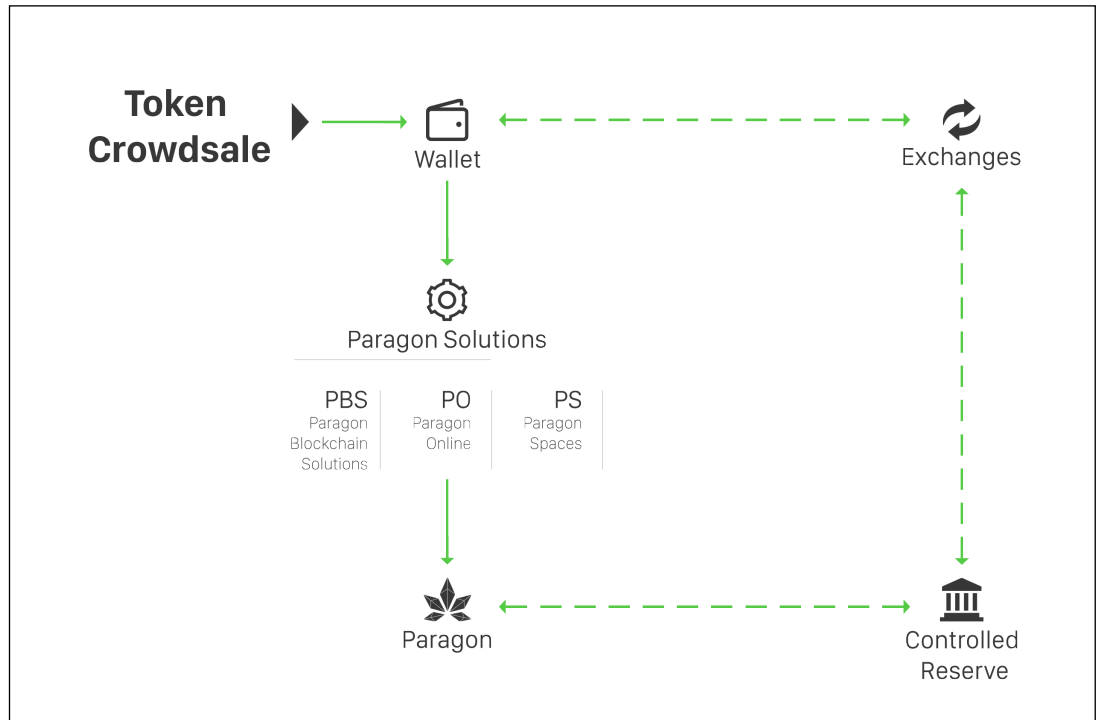 Token
Crowdsale
Wallet
Exchanges
Paragon Solutions
PBS
Paragon
Blockchain
Solutions
PO
Paragon
Online
PS
Paragon
Spaces
Paragon
Controlled
Reserve